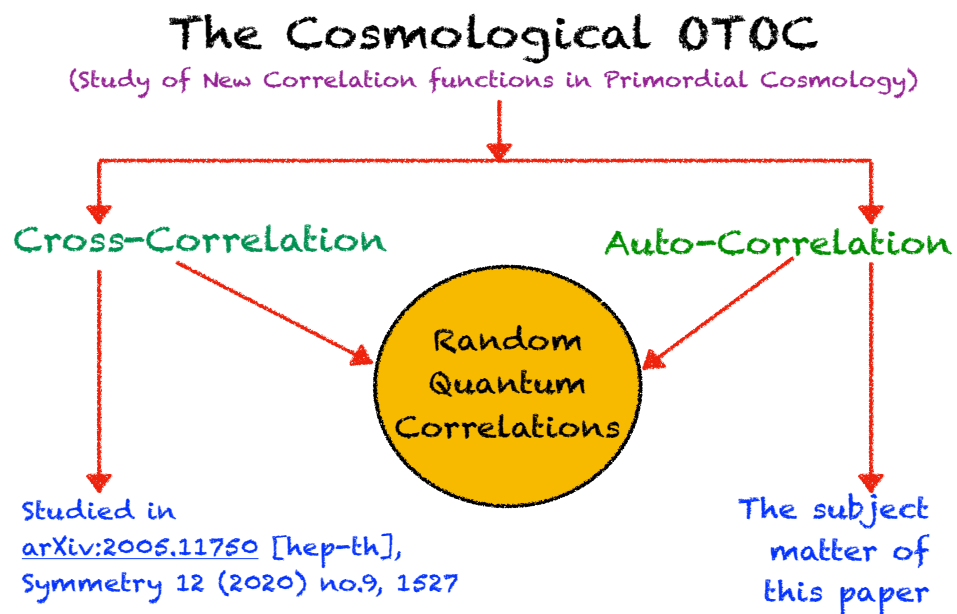 The Cosmological OTOC
(Study of New Correlation functions in Primordial Cosmology)
Cross-Correlation
Auto-Correlation
Random
Quantum
Correlations
Studied in
arXiv:2005.11750 [hep-th],
Symmetry 12 (2020) no.9, 1527
The subject
matter of
this paper